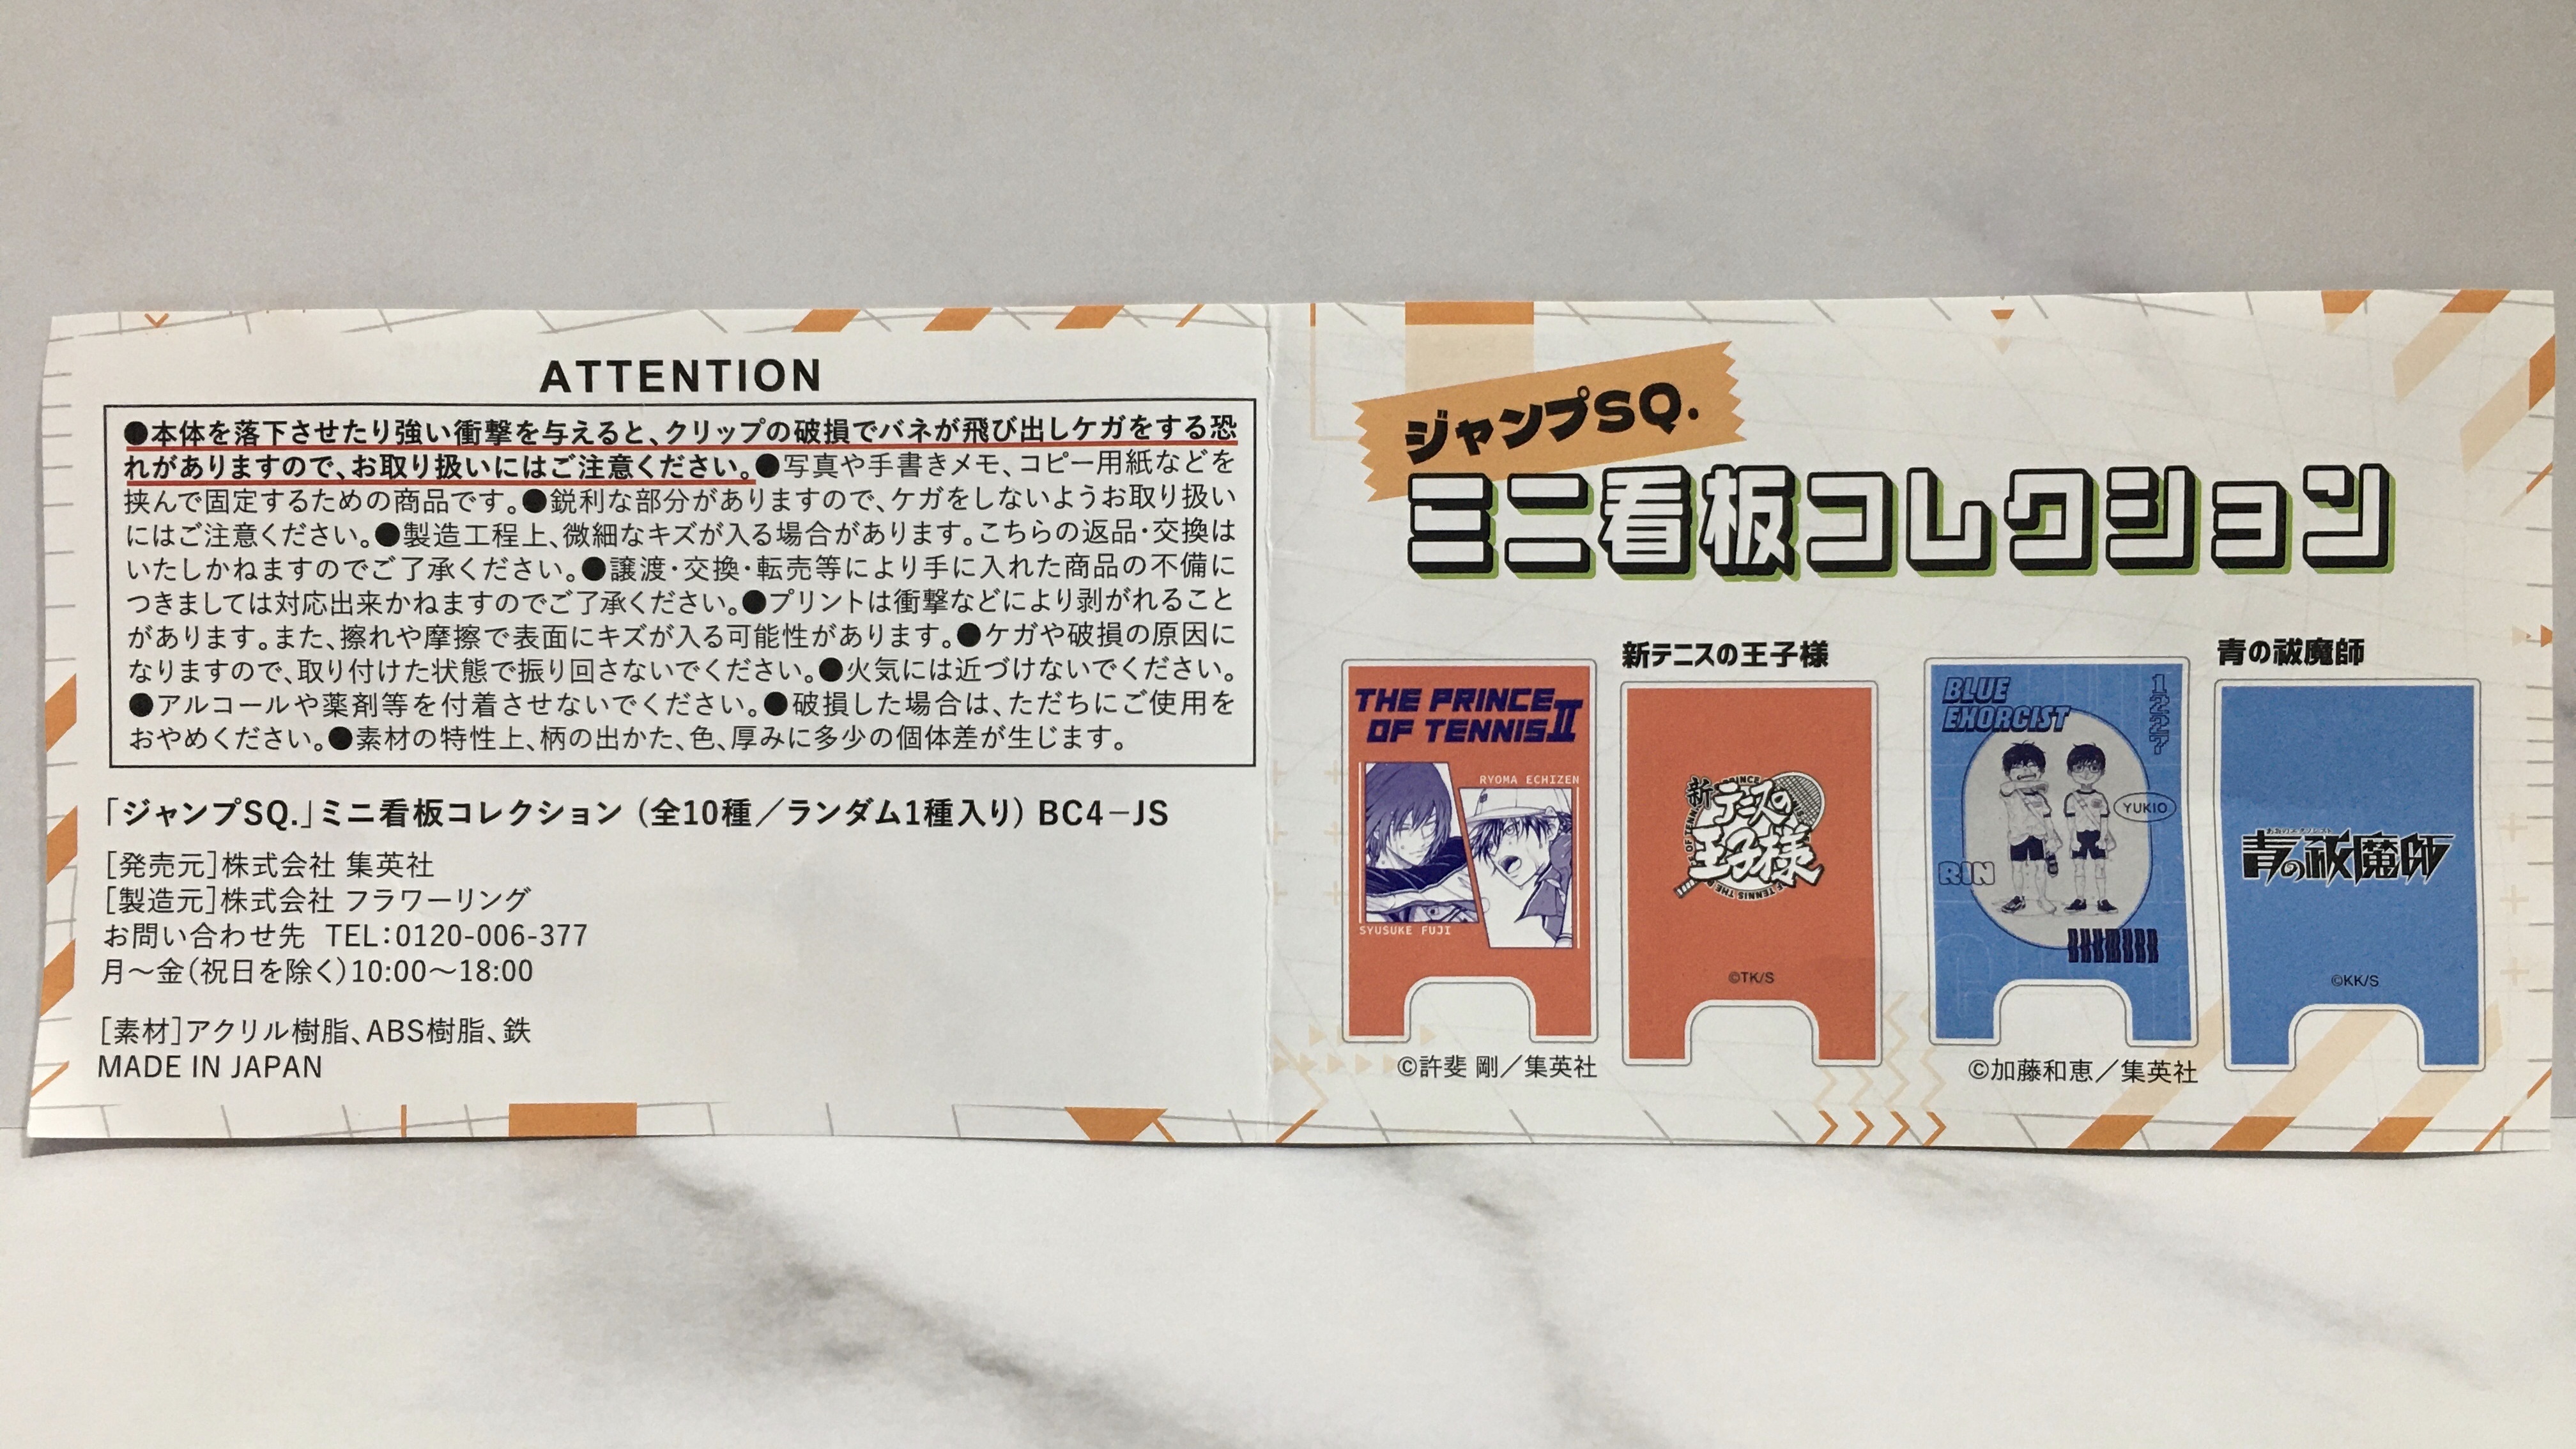 ATTENTION
●本体を落下させたり強い衝撃を与えると、クリップの破損でバネが飛び出しケガをする恐
れがありますので、お取り扱いにはご注意ください。●写真や手書きメモ、コピー用紙などを
挟んで固定するための商品です。●鋭利な部分がありますので、ケガをしないようお取り扱い
にはご注意ください。●製造工程上、微細なキズが入る場合があります。こちらの返品・交換は
いたしかねますのでご了承ください。●譲渡・交換・転売等により手に入れた商品の不備に
つきましては対応出来かねますのでご了承ください。●プリントは衝撃などにより剥がれること
があります。また、擦れや摩擦で表面にキズが入る可能性があります。●ケガや破損の原因に
なりますので、取り付けた状態で振り回さないでください。●火気には近づけないでください。
●アルコールや薬剤等を付着させないでください。●破損した場合は、ただちにご使用を
おやめください。●素材の特性上、柄の出かた、色、厚みに多少の個体差が生じます。
「ジャンプSQ.」ミニ看板コレクション（全10種／ランダム1種入り）BC4－JS
［発売元］株式会社 集英社
［製造元］株式会社 フラワーリング
お問い合わせ先 TEL：0120-006-377
月〜金（祝日を除く）10:00〜18:00
［素材］アクリル樹脂、ABS樹脂、鉄
MADE IN JAPAN
ジャンプSQ.
ミニ看板コレクション
新テニスの王子様
THE PRINCE
OF TENNIS II
RYOMA ECHIZEN
SYUSUKE FUJI
新テニスの
王子様
©TK/S
©許斐 剛／集英社
青の祓魔師
BLUE
EXORCIST
1227
YUKIO
RIN
青の祓魔師
©KK/S
©加藤和恵／集英社